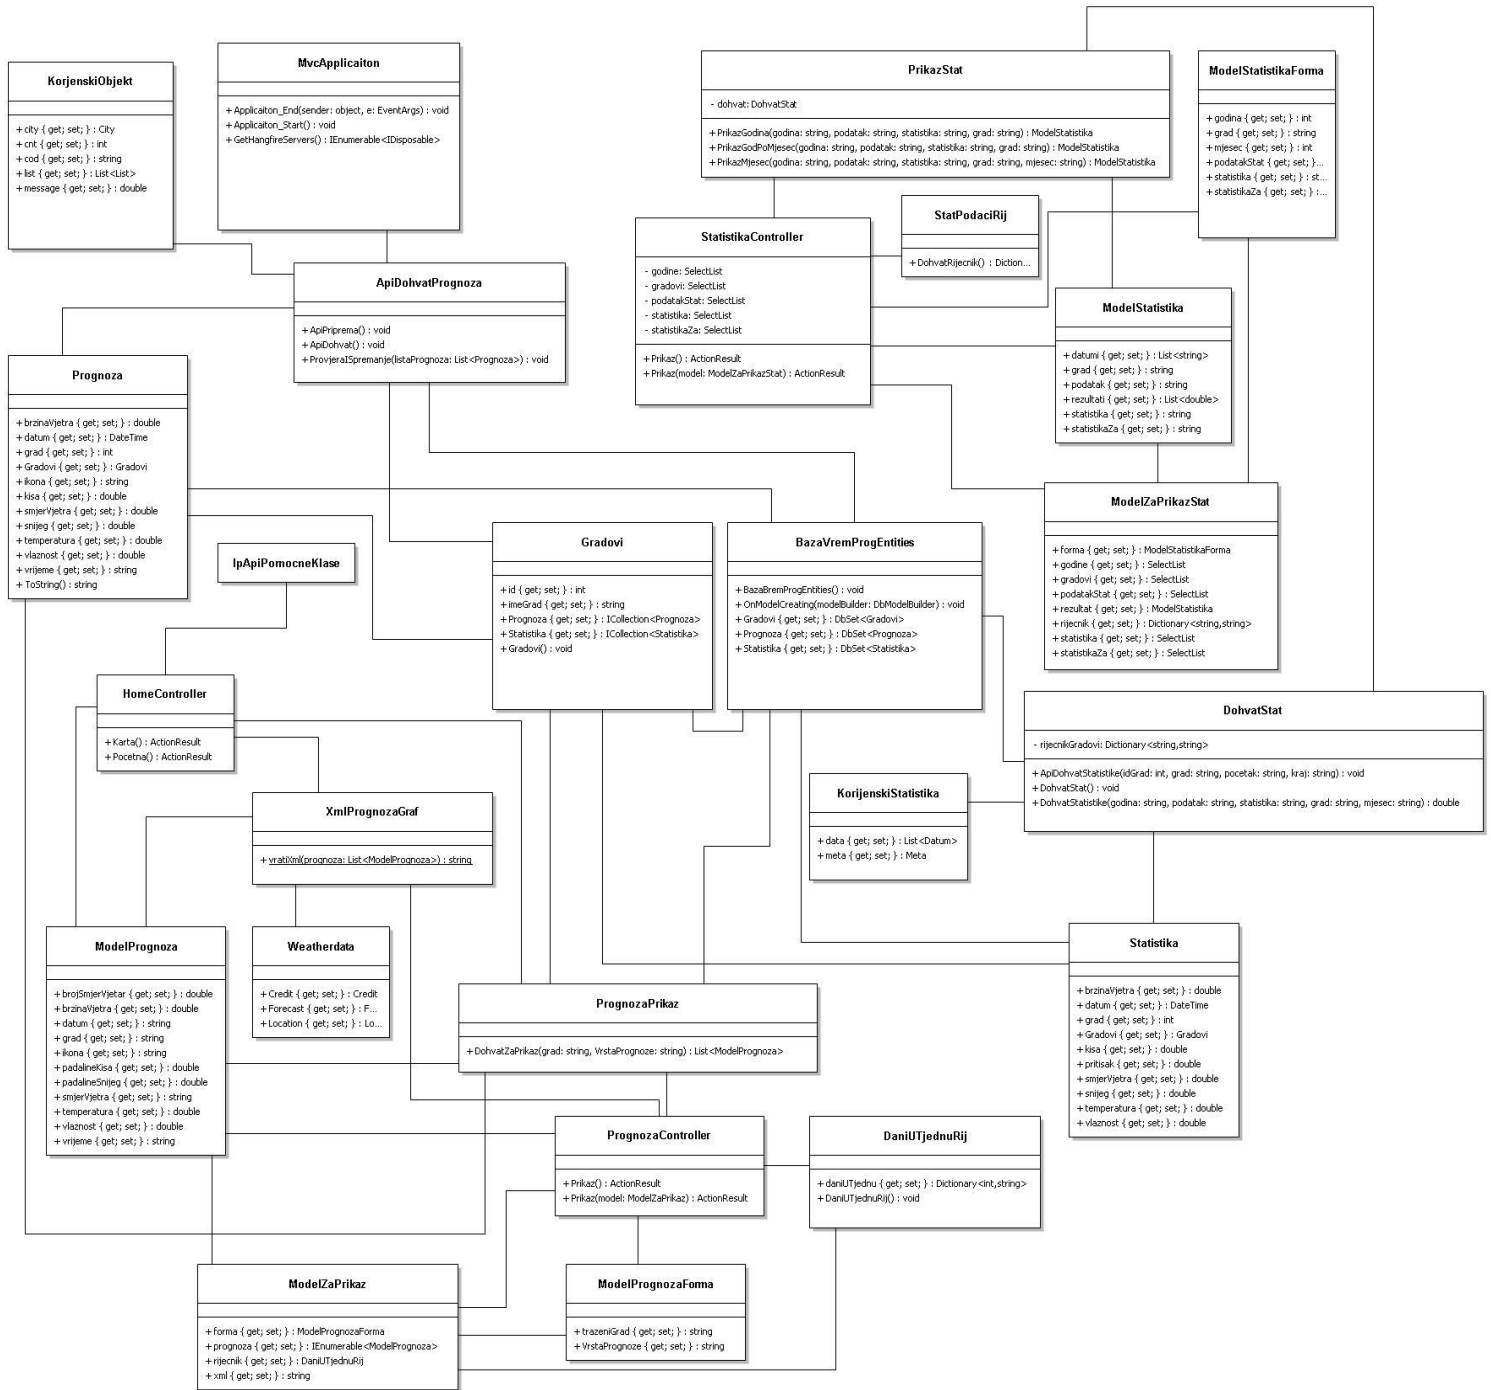 KorjenskiObjekt
+ city { get; set; } : City
+ cnt { get; set; } : int
+ cod { get; set; } : string
+ list { get; set; } : List<List>
+ message { get; set; } : double
MvcApplicaiton
+ Applicaiton_End(sender: object, e: EventArgs) : void
+ Applicaiton_Start() : void
+ GetHangfireServers() : IEnumerable<IDisposable>
PrikazStat
- dohvat: DohvatStat
+ PrikazGodina(godina: string, podatak: string, statistika: string, grad: string) : ModelStatistika
+ PrikazGodPoMjesec(godina: string, podatak: string, statistika: string, grad: string) : ModelStatistika
+ PrikazMjesec(godina: string, podatak: string, statistika: string, grad: string, mjesec: string) : ModelStatistika
ModelStatistikaForma
+ godina { get; set; } : int
+ grad { get; set; } : string
+ mjesec { get; set; } : int
+ podatakStat { get; set; }...
+ statistika { get; set; } : st...
+ statistikaZa { get; set; } :...
StatPodaciRij
+ DohvatRijecnik() : Diction...
StatistikaController
- godine: SelectList
- gradovi: SelectList
- podatakStat: SelectList
- statistika: SelectList
- statistikaZa: SelectList
+ Prikaz() : ActionResult
+ Prikaz(model: ModelZaPrikazStat) : ActionResult
ApiDohvatPrognoza
+ ApiPriprema() : void
+ ApiDohvat() : void
+ ProvjeraISpremanje(listaPrognoza: List<Prognoza>) : void
ModelStatistika
+ datumi { get; set; } : List<string>
+ grad { get; set; } : string
+ podatak { get; set; } : string
+ rezultati { get; set; } : List<double>
+ statistika { get; set; } : string
+ statistikaZa { get; set; } : string
Prognoza
+ brzinaVjetra { get; set; } : double
+ datum { get; set; } : DateTime
+ grad { get; set; } : int
+ Gradovi { get; set; } : Gradovi
+ ikona { get; set; } : string
+ kisa { get; set; } : double
+ smjerVjetra { get; set; } : double
+ snijeg { get; set; } : double
+ temperatura { get; set; } : double
+ vlaznost { get; set; } : double
+ vrijeme { get; set; } : string
+ ToString() : string
ModelZaPrikazStat
+ forma { get; set; } : ModelStatistikaForma
+ godine { get; set; } : SelectList
+ gradovi { get; set; } : SelectList
+ podatakStat { get; set; } : SelectList
+ rezultat { get; set; } : ModelStatistika
+ rijecnik { get; set; } : Dictionary<string,string>
+ statistika { get; set; } : SelectList
+ statistikaZa { get; set; } : SelectList
IpApiPomocneKlase
Gradovi
+ id { get; set; } : int
+ imeGrad { get; set; } : string
+ Prognoza { get; set; } : ICollection<Prognoza>
+ Statistika { get; set; } : ICollection<Statistika>
+ Gradovi() : void
BazaVremProgEntities
+ BazaBremProgEntities() : void
+ OnModelCreating(modelBuilder: DbModelBuilder) : void
+ Gradovi { get; set; } : DbSet<Gradovi>
+ Prognoza { get; set; } : DbSet<Prognoza>
+ Statistika { get; set; } : DbSet<Statistika>
HomeController
+ Karta() : ActionResult
+ Pocetna() : ActionResult
DohvatStat
- rijecnikGradovi: Dictionary<string,string>
+ ApiDohvatStatistike(idGrad: int, grad: string, pocetak: string, kraj: string) : void
+ DohvatStat() : void
+ DohvatStatistike(godina: string, podatak: string, statistika: string, grad: string, mjesec: string) : double
KorijenskiStatistika
+ data { get; set; } : List<Datum>
+ meta { get; set; } : Meta
XmlPrognozaGraf
+ vratiXml(prognoza: List<ModelPrognoza>) : string
ModelPrognoza
+ brojSmjerVjetar { get; set; } : double
+ brzinaVjetra { get; set; } : double
+ datum { get; set; } : string
+ grad { get; set; } : string
+ ikona { get; set; } : string
+ padalineKisa { get; set; } : double
+ padalineSnijeg { get; set; } : double
+ smjerVjetra { get; set; } : string
+ temperatura { get; set; } : double
+ vlaznost { get; set; } : double
+ vrijeme { get; set; } : string
Weatherdata
+ Credit { get; set; } : Credit
+ Forecast { get; set; } : F...
+ Location { get; set; } : Lo...
Statistika
+ brzinaVjetra { get; set; } : double
+ datum { get; set; } : DateTime
+ grad { get; set; } : int
+ Gradovi { get; set; } : Gradovi
+ kisa { get; set; } : double
+ pritisak { get; set; } : double
+ smjerVjetra { get; set; } : double
+ snijeg { get; set; } : double
+ temperatura { get; set; } : double
+ vlaznost { get; set; } : double
PrognozaPrikaz
+ DohvatZaPrikaz(grad: string, VrstaPrognoze: string) : List<ModelPrognoza>
PrognozaController
+ Prikaz() : ActionResult
+ Prikaz(model: ModelZaPrikaz) : ActionResult
DaniUTjednuRij
+ daniUTjednu { get; set; } : Dictionary<int,string>
+ DaniUTjednuRij() : void
ModelZaPrikaz
+ forma { get; set; } : ModelPrognozaForma
+ prognoza { get; set; } : IEnumerable<ModelPrognoza>
+ rijecnik { get; set; } : DaniUTjednuRij
+ xml { get; set; } : string
ModelPrognozaForma
+ trazeniGrad { get; set; } : string
+ VrstaPrognoze { get; set; } : string